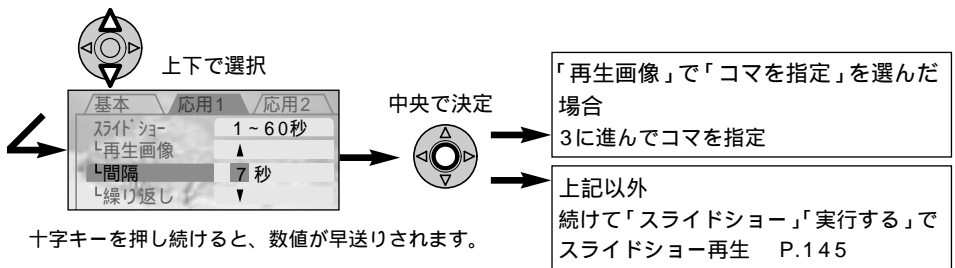 上下で選択
基本 応用1 応用2
ｽﾗｲﾄﾞｼｮｰ 1~60秒
└再生画像
└間隔 7秒
└繰り返し
十字キーを押し続けると、数値が早送りされます。
中央で決定
「再生画像」で「コマを指定」を選んだ
場合
3に進んでコマを指定
上記以外
続けて「スライドショー」「実行する」で
スライドショー再生 P.145